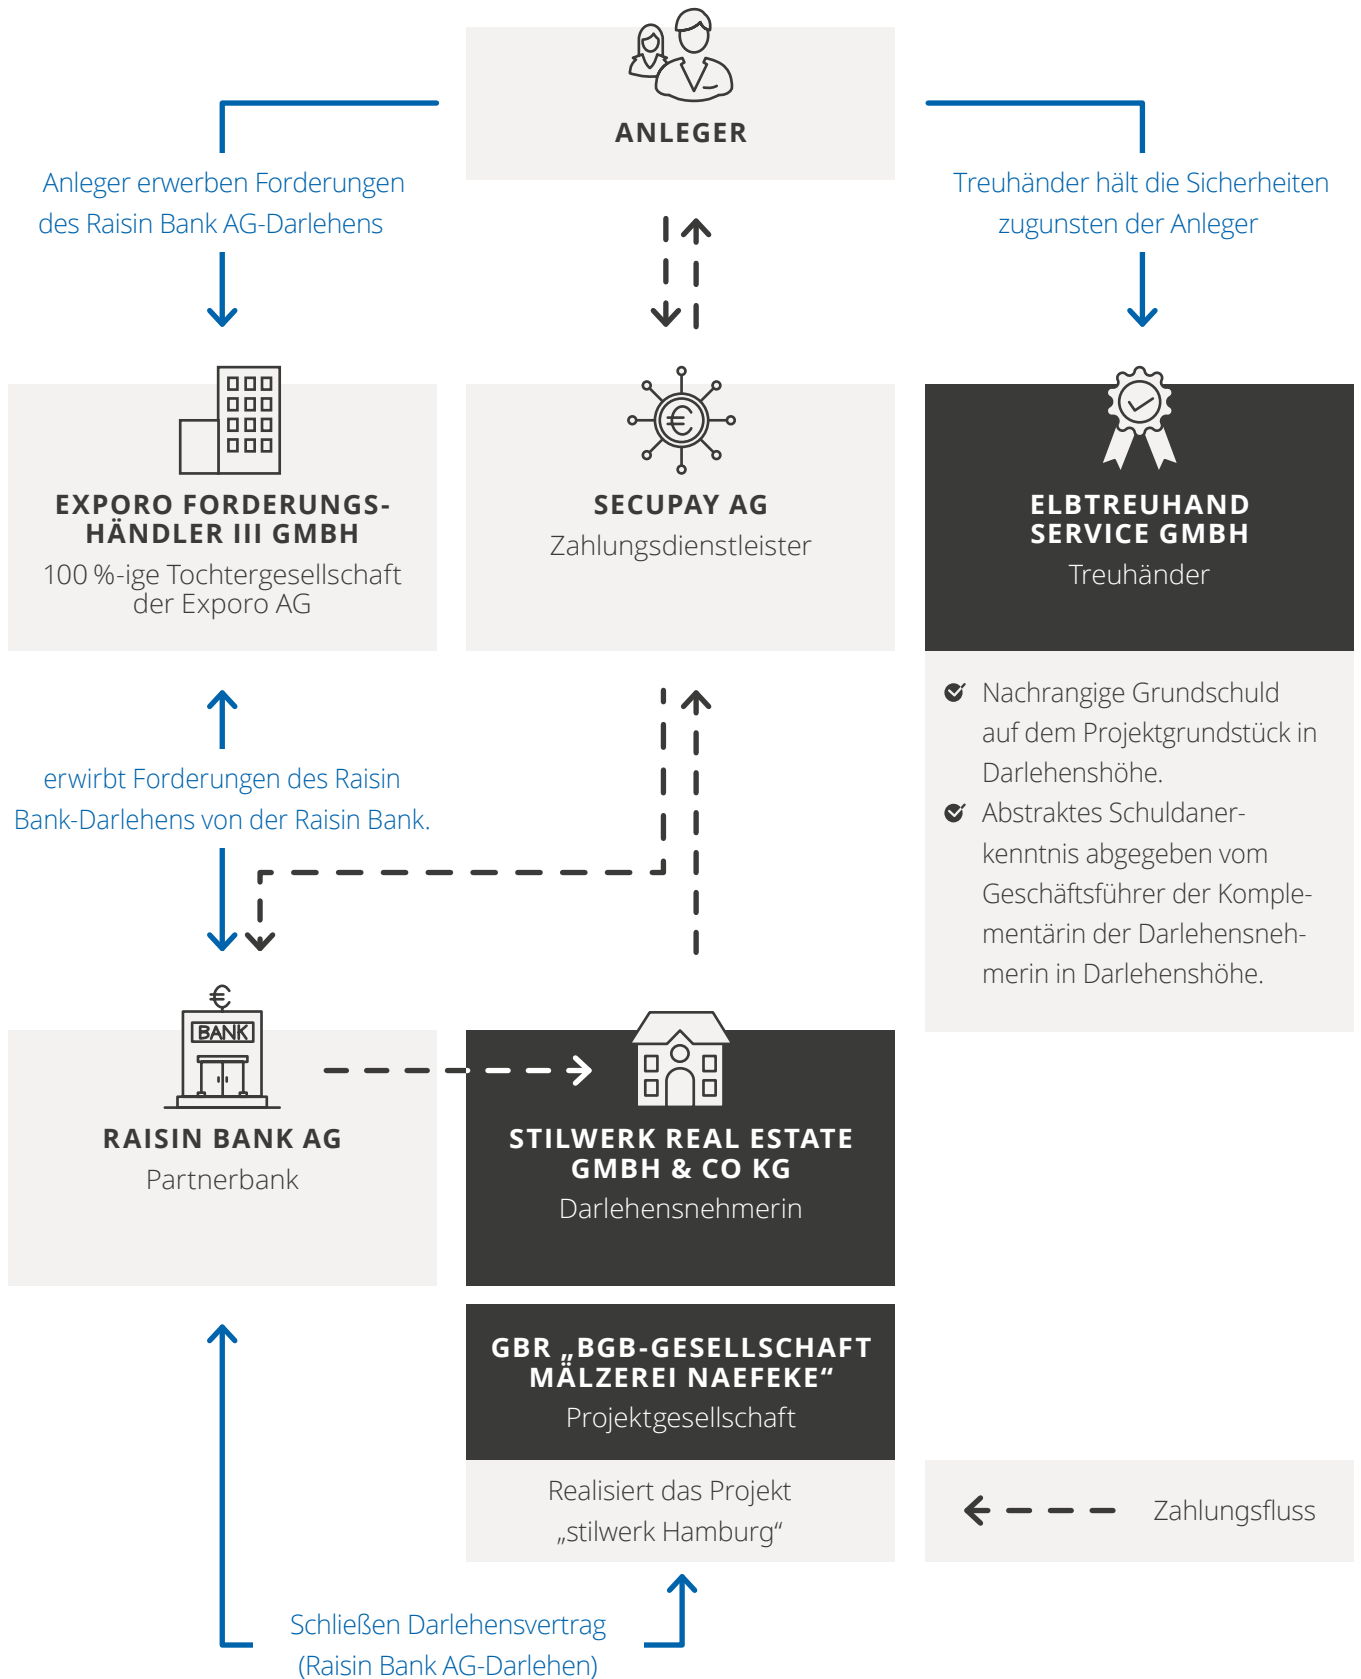 ANLEGER
Anleger erwerben Forderungen
des Raisin Bank AG-Darlehens
Treuhänder hält die Sicherheiten
zugunsten der Anleger
EXPORO FORDERUNGS-
HÄNDLER III GMBH
100 %-ige Tochtergesellschaft
der Exporo AG
SECUPAY AG
Zahlungsdienstleister
ELBTREUHAND
SERVICE GMBH
Treuhänder
Nachrangige Grundschuld
auf dem Projektgrundstück in
Darlehenshöhe.
Abstraktes Schuldaner-
kenntnis abgegeben vom
Geschäftsführer der Komple-
mentärin der Darlehensneh-
merin in Darlehenshöhe.
erwirbt Forderungen des Raisin
Bank-Darlehens von der Raisin Bank.
BANK
RAISIN BANK AG
Partnerbank
STILWERK REAL ESTATE
GMBH & CO KG
Darlehensnehmerin
GBR „BGB-GESELLSCHAFT
MÄLZEREI NAEFEKE“
Projektgesellschaft
Realisiert das Projekt
„stilwerk Hamburg“
Zahlungsfluss
Schließen Darlehensvertrag
(Raisin Bank AG-Darlehen)